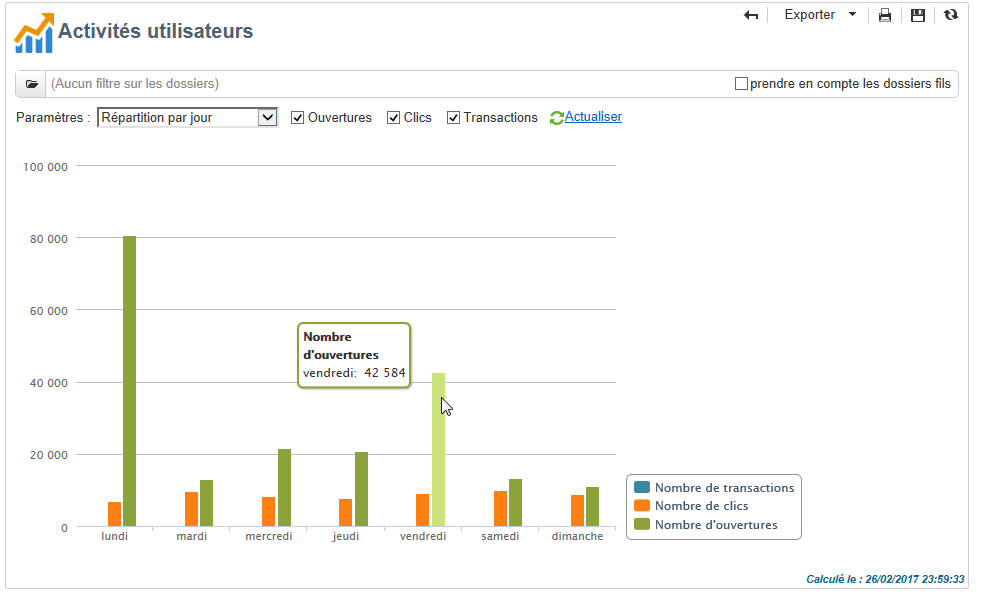 Exporter
Activités utilisateurs
(Aucun filtre sur les dossiers) prendre en compte les dossiers fils
Paramètres : Répartition par jour Ouvertures Clics Transactions Actualiser
100 000
80 000
60 000
40 000
20 000
0
Nombre
d'ouvertures
vendredi: 42 584
lundi mardi mercredi jeudi vendredi samedi dimanche
Nombre de transactions
Nombre de clics
Nombre d'ouvertures
Calculé le : 26/02/2017 23:59:33